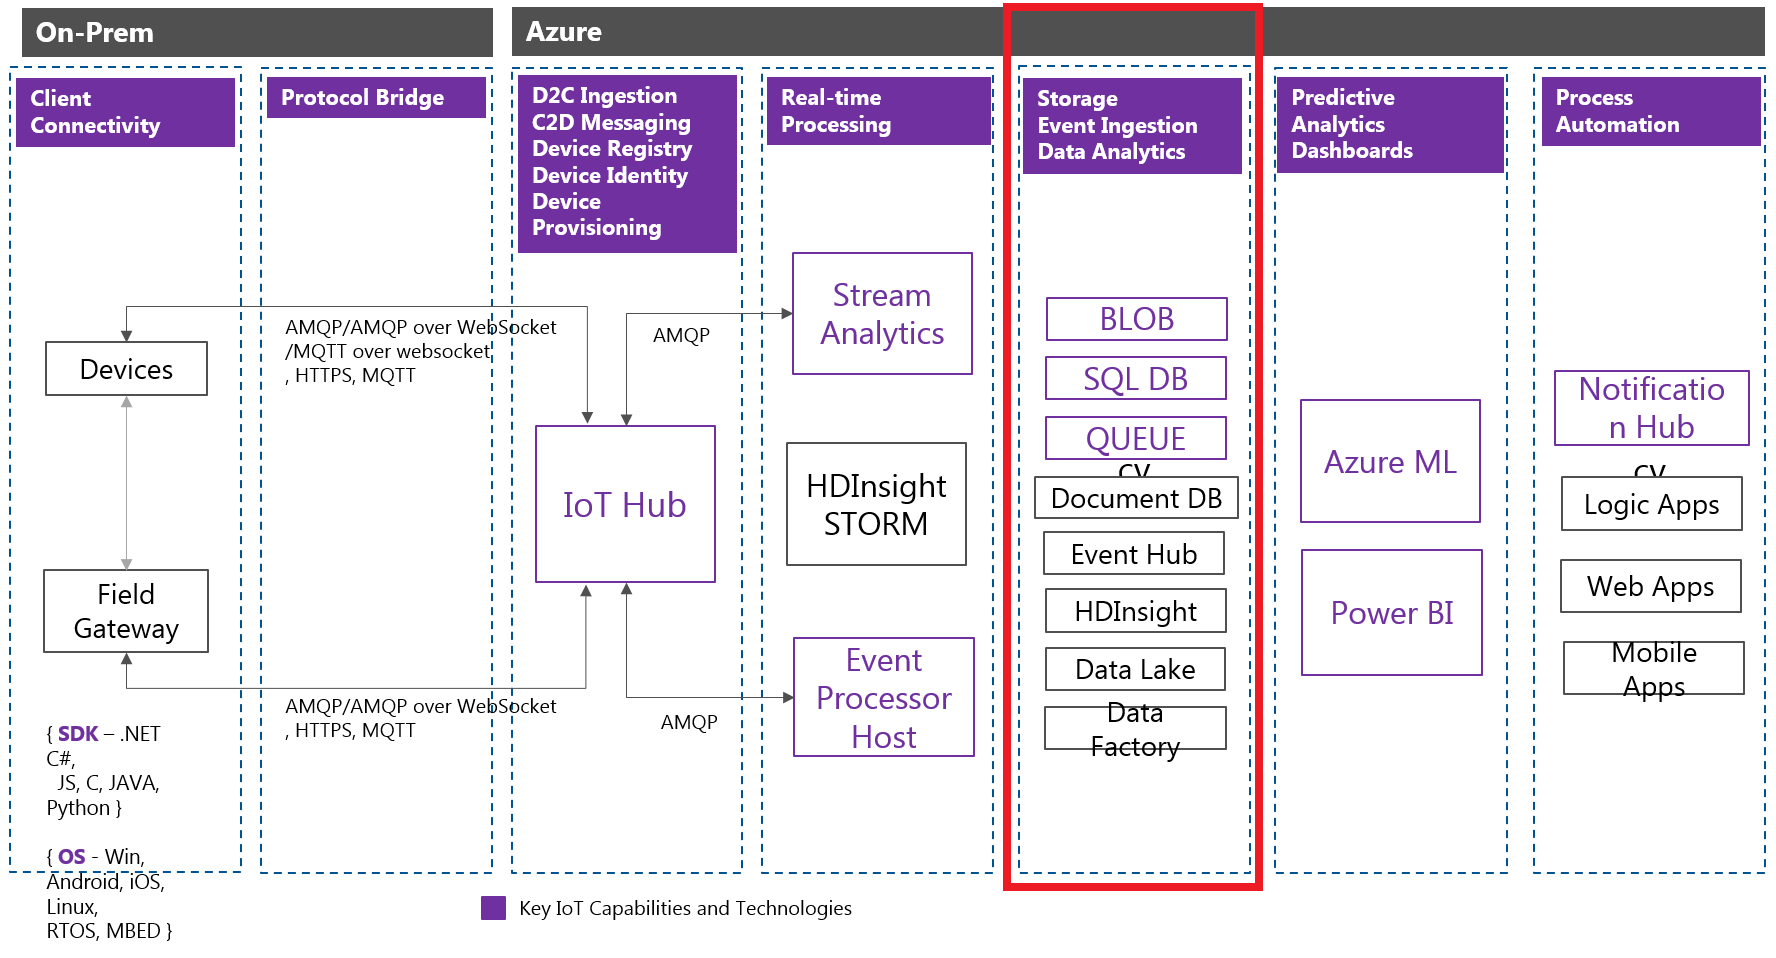 On-Prem
Azure
Client
Connectivity
Protocol Bridge
D2C Ingestion
C2D Messaging
Device Registry
Device Identity
Device
Provisioning
Real-time
Processing
Storage
Event Ingestion
Data Analytics
Predictive
Analytics
Dashboards
Process
Automation
Devices
Field
Gateway
{ SDK – .NET
C#,
JS, C, JAVA,
Python }
{ OS - Win,
Android, iOS,
Linux,
RTOS, MBED }
AMQP/AMQP over WebSocket
/MQTT over websocket
, HTTPS, MQTT
AMQP/AMQP over WebSocket
, HTTPS, MQTT
IoT Hub
AMQP
AMQP
Stream
Analytics
HDInsight
STORM
Event
Processor
Host
BLOB
SQL DB
QUEUE
Document DB
Event Hub
HDInsight
Data Lake
Data
Factory
Azure ML
Power BI
Notificatio
n Hub
Logic Apps
Web Apps
Mobile
Apps
Key IoT Capabilities and Technologies